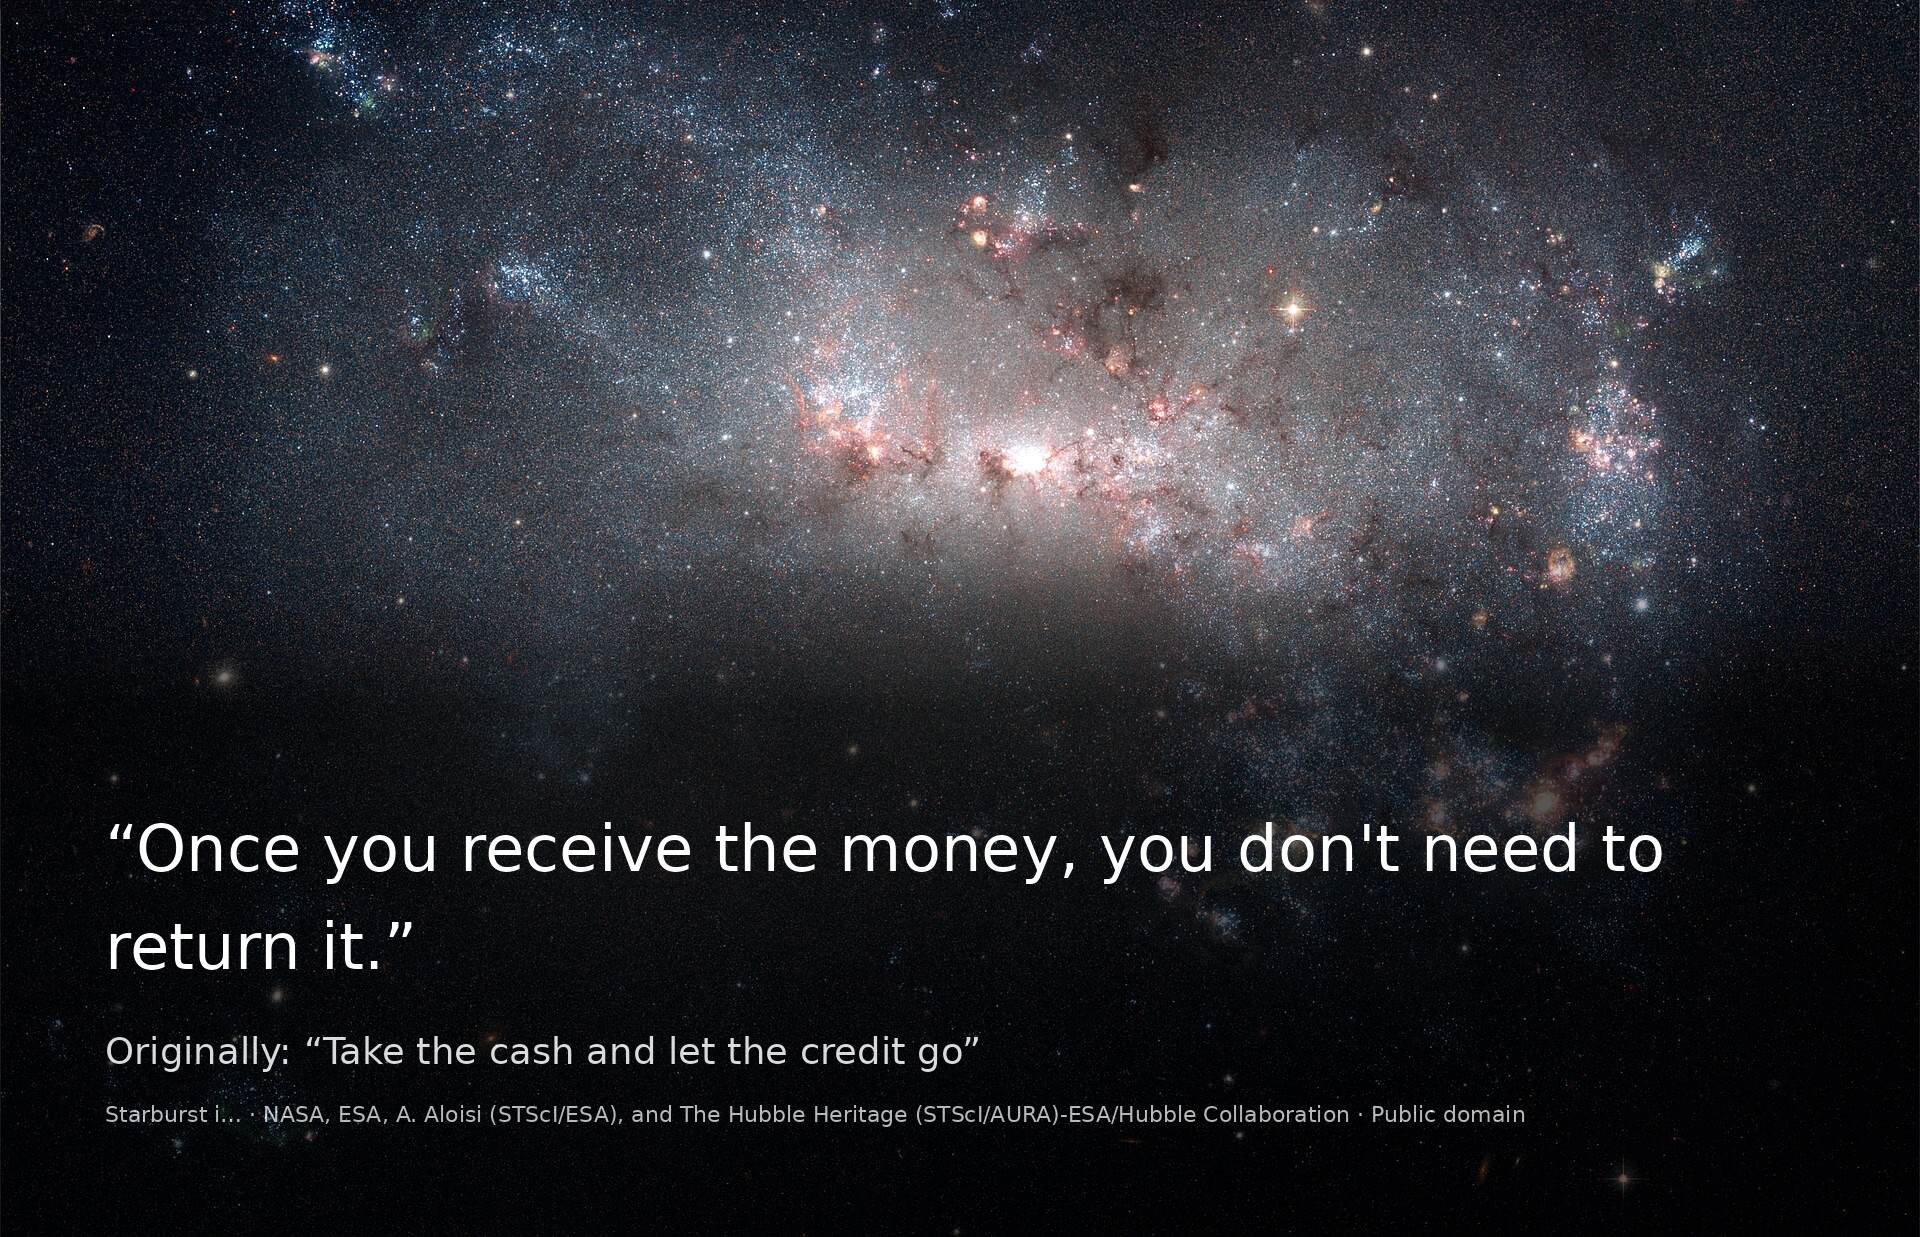 “Once you receive the money, you don't need to
return it.”
Originally: “Take the cash and let the credit go”
Starburst i… · NASA, ESA, A. Aloisi (STScI/ESA), and The Hubble Heritage (STScI/AURA)-ESA/Hubble Collaboration · Public domain